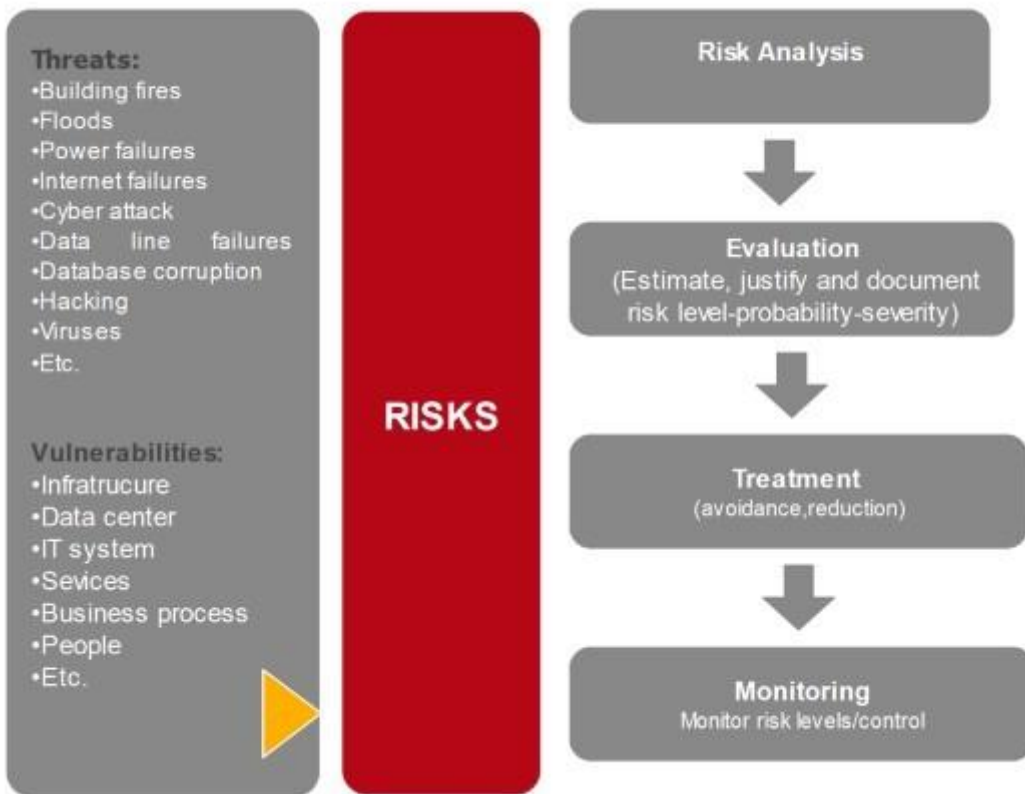 Threats:
•Building fires
•Floods
•Power failures
•Internet failures
•Cyber attack
•Data line failures
•Database corruption
•Hacking
•Viruses
•Etc.
Vulnerabilities:
•Infratrucure
•Data center
•IT system
•Sevices
•Business process
•People
•Etc.
RISKS
Risk Analysis
Evaluation
(Estimate, justify and document
risk level-probability-severity)
Treatment
(avoidance,reduction)
Monitoring
Monitor risk levels/control